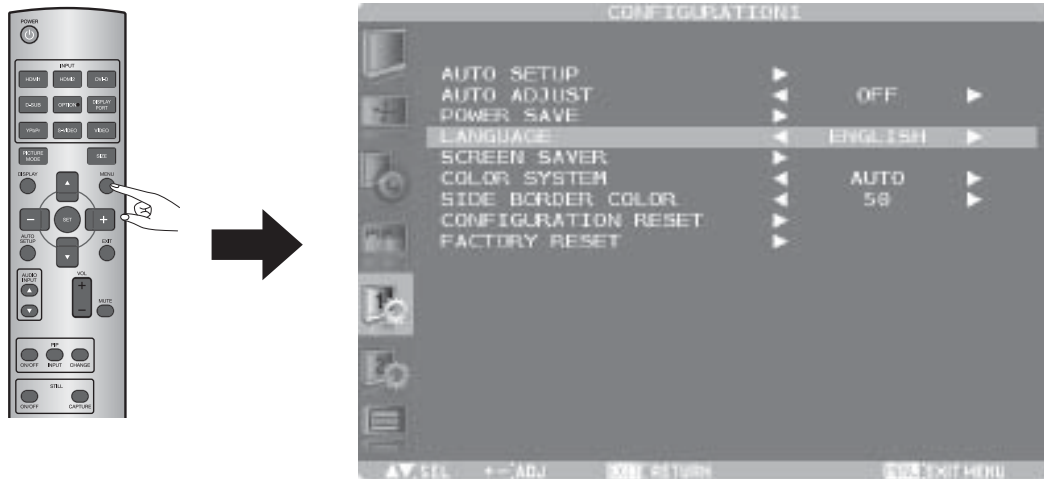 POWER
INPUT
HDMI1 HDMI2 DVI-D
D-SUB OPTION DISPLAY PORT
YPbPr S-VIDEO VIDEO
PICTURE MODE SIZE
DISPLAY MENU
SET
AUTO SETUP EXIT
AUDIO INPUT VOL
MUTE
PIP
ON/OFF INPUT CHANGE
STILL
ON/OFF CAPTURE
CONFIGURATION1
AUTO SETUP
AUTO ADJUST OFF
POWER SAVE
LANGUAGE ENGLISH
SCREEN SAVER
COLOR SYSTEM AUTO
SIDE BORDER COLOR 50
CONFIGURATION RESET
FACTORY RESET
▲▼:SEL +-:ADJ RETURN EXIT MENU